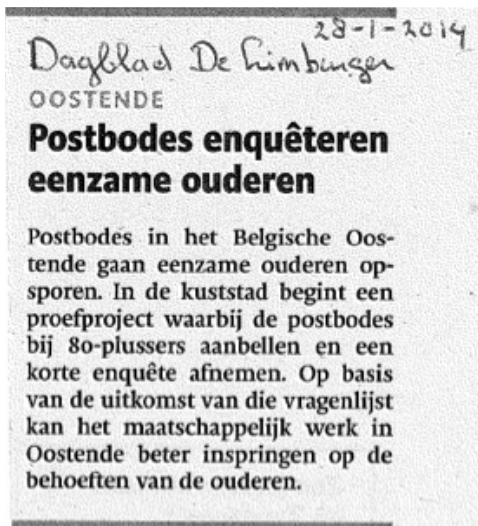 28-1-2014
Dagblad De Limburger
OOSTENDE
Postbodes enquêteren
eenzame ouderen
Postbodes in het Belgische Oos-
tende gaan eenzame ouderen op-
sporen. In de kuststad begint een
proefproject waarbij de postbodes
bij 80-plussers aanbellen en een
korte enquête afnemen. Op basis
van de uitkomst van die vragenlijst
kan het maatschappelijk werk in
Oostende beter inspringen op de
behoeften van de ouderen.